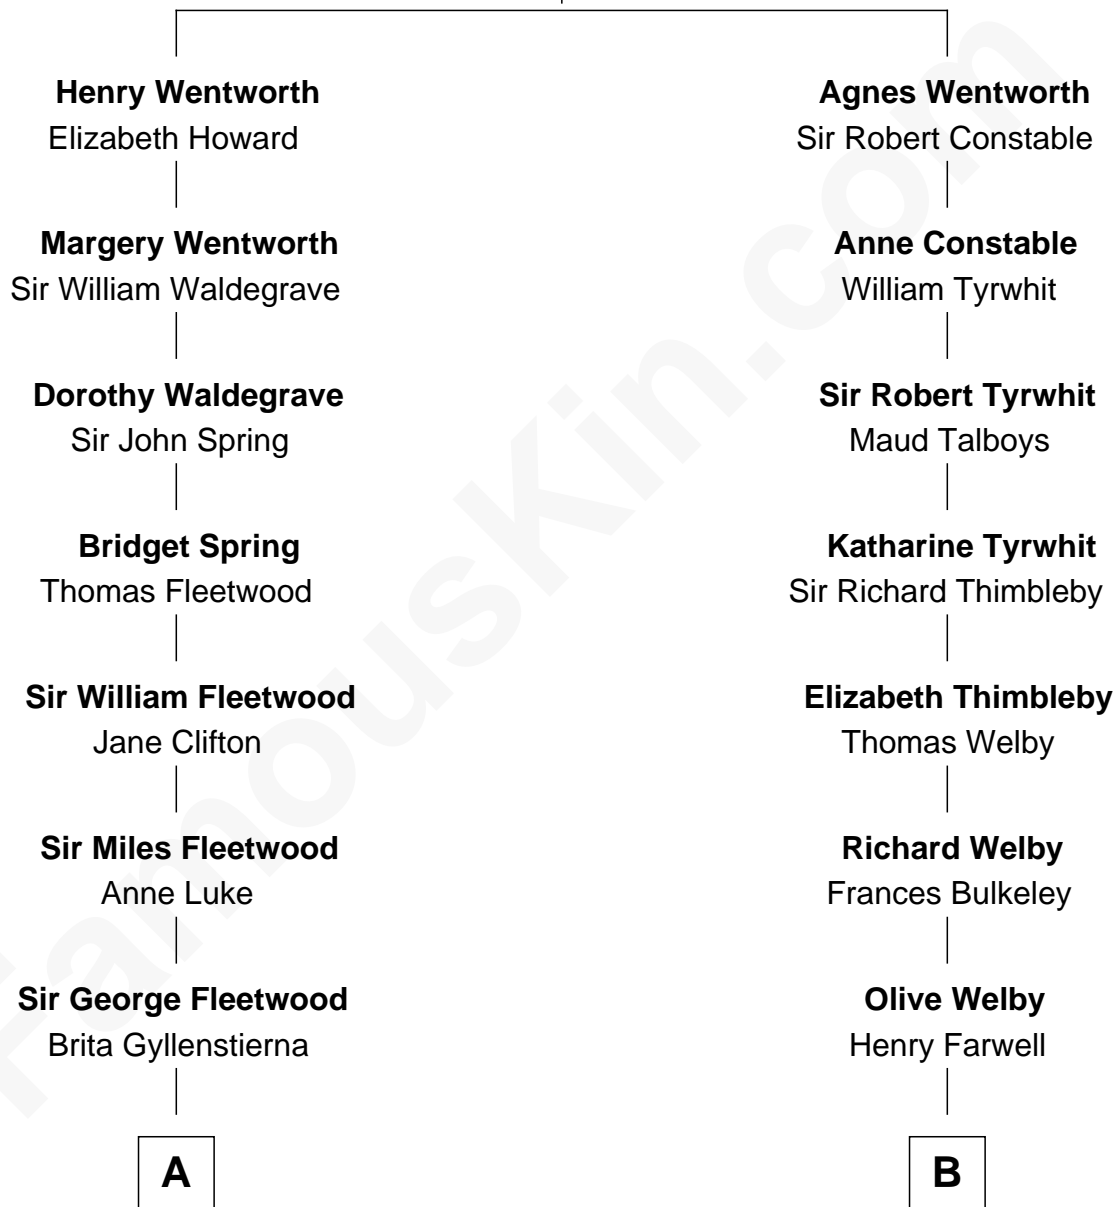 Henry Wentworth
Elizabeth Howard
Margery Wentworth
Sir William Waldegrave
Dorothy Waldegrave
Sir John Spring
Bridget Spring
Thomas Fleetwood
Sir William Fleetwood
Jane Clifton
Sir Miles Fleetwood
Anne Luke
Sir George Fleetwood
Brita Gyllenstierna
A
Agnes Wentworth
Sir Robert Constable
Anne Constable
William Tyrwhit
Sir Robert Tyrwhit
Maud Talboys
Katharine Tyrwhit
Sir Richard Thimbleby
Elizabeth Thimbleby
Thomas Welby
Richard Welby
Frances Bulkeley
Olive Welby
Henry Farwell
B
FamousKin.com